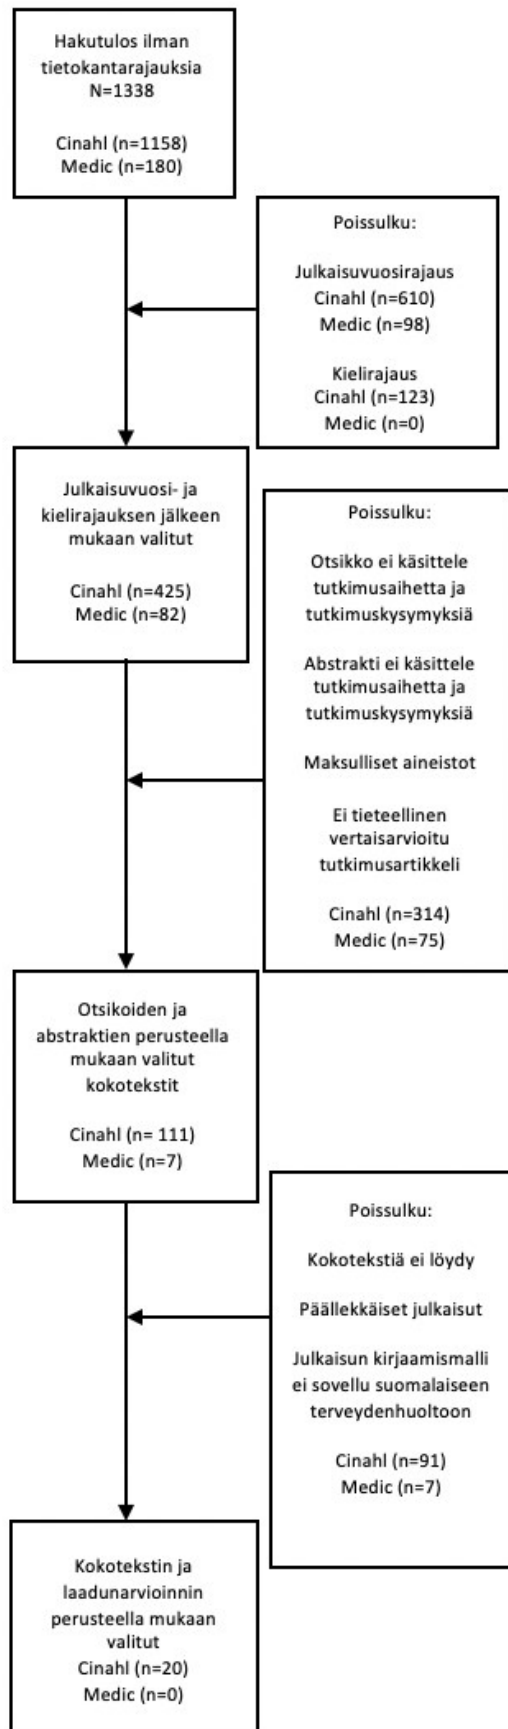 Hakutulos ilman
tietokantarajauksia
N=1338
Cinahl (n=1158)
Medic (n=180)
Poissulku:
Julkaisuvuosirajaus
Cinahl (n=610)
Medic (n=98)
Kielirajaus
Cinahl (n=123)
Medic (n=0)
Julkaisuvuosi- ja
kielirajauksen jälkeen
mukaan valitut
Cinahl (n=425)
Medic (n=82)
Poissulku:
Otsikko ei käsittele
tutkimusaihetta ja
tutkimuskysymyksiä
Abstrakti ei käsittele
tutkimusaihetta ja
tutkimuskysymyksiä
Maksulliset aineistot
Ei tieteellinen
vertaisarvioitu
tutkimusartikkeli
Cinahl (n=314)
Medic (n=75)
Otsikoiden ja
abstraktien perusteella
mukaan valitut
kokotekstit
Cinahl (n= 111)
Medic (n=7)
Poissulku:
Kokotekstiä ei löydy
Päällekkäiset julkaisut
Julkaisun kirjaamismalli
ei sovellu suomalaiseen
terveydenhuoltoon
Cinahl (n=91)
Medic (n=7)
Kokotekstin ja
laadunarvioinnin
perusteella mukaan
valitut
Cinahl (n=20)
Medic (n=0)